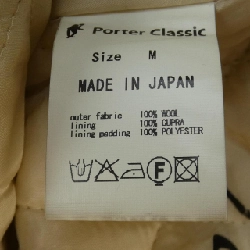 Porter Classic
Size M
MADE IN JAPAN
outer fabric 100% WOOL
lining 100% CUPRA
lining padding 100% POLYESTER
F